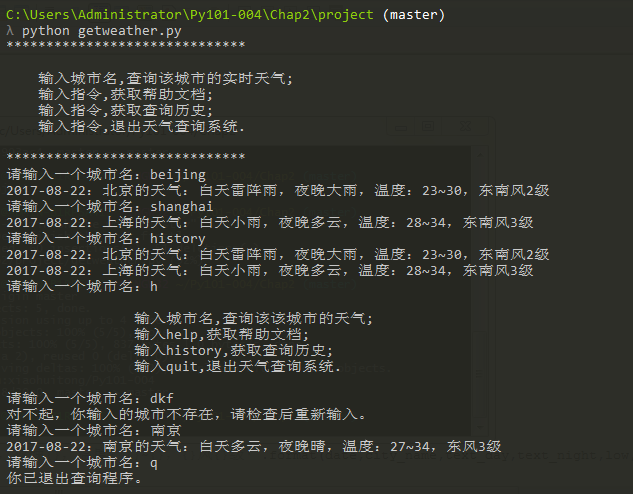 C:\Users\Administrator\Py101-004\Chap2\project (master)
λ python getweather.py
******************************
输入城市名,查询该城市的实时天气;
输入指令,获取帮助文档;
输入指令,获取查询历史;
输入指令,退出天气查询系统.
******************************
请输入一个城市名：beijing
2017-08-22：北京的天气：白天雷阵雨，夜晚大雨，温度：23~30，东南风2级
请输入一个城市名：shanghai
2017-08-22：上海的天气：白天小雨，夜晚多云，温度：28~34，东南风3级
请输入一个城市名：history
2017-08-22：北京的天气：白天雷阵雨，夜晚大雨，温度：23~30，东南风2级
2017-08-22：上海的天气：白天小雨，夜晚多云，温度：28~34，东南风3级
请输入一个城市名：h
输入城市名,查询该该城市的天气;
输入help,获取帮助文档;
输入history,获取查询历史;
输入quit,退出天气查询系统.
请输入一个城市名：dkf
对不起，你输入的城市不存在，请检查后重新输入。
请输入一个城市名：南京
2017-08-22：南京的天气：白天多云，夜晚晴，温度：27~34，东风3级
请输入一个城市名：q
你已退出查询程序。